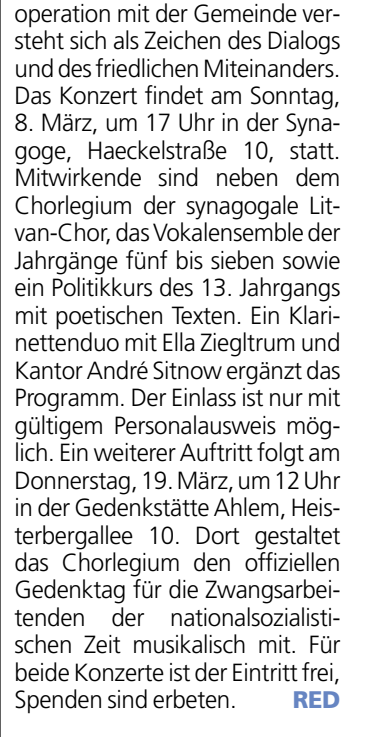 operation mit der Gemeinde ver-
steht sich als Zeichen des Dialogs
und des friedlichen Miteinanders.
Das Konzert findet am Sonntag,
8. März, um 17 Uhr in der Syna-
goge, Haeckelstraße 10, statt.
Mitwirkende sind neben dem
Chorlegium der synagogale Lit-
van-Chor, das Vokalensemble der
Jahrgänge fünf bis sieben sowie
ein Politikkurs des 13. Jahrgangs
mit poetischen Texten. Ein Klari-
nettenduo mit Ella Ziegltrum und
Kantor André Sitnow ergänzt das
Programm. Der Einlass ist nur mit
gültigem Personalausweis mög-
lich. Ein weiterer Auftritt folgt am
Donnerstag, 19. März, um 12 Uhr
in der Gedenkstätte Ahlem, Heis-
terbergallee 10. Dort gestaltet
das Chorlegium den offiziellen
Gedenktag für die Zwangsarbei-
tenden der nationalsozialisti-
schen Zeit musikalisch mit. Für
beide Konzerte ist der Eintritt frei,
Spenden sind erbeten. RED